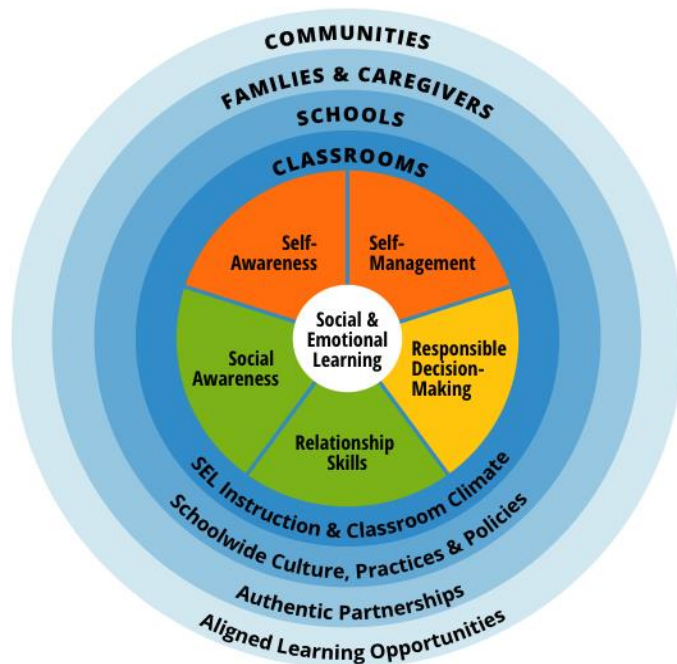 COMMUNITIES
FAMILIES & CAREGIVERS
SCHOOLS
CLASSROOMS
Self-
Awareness
Self-
Management
Social &
Emotional
Learning
Social
Awareness
Responsible
Decision-
Making
Relationship
Skills
SEL Instruction & Classroom Climate
Schoolwide Culture, Practices & Policies
Authentic Partnerships
Aligned Learning Opportunities